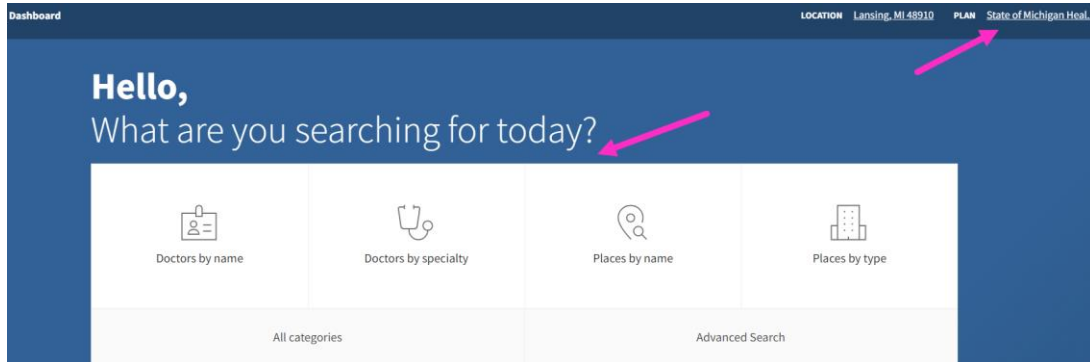 Dashboard LOCATION Lansing, MI 48910 PLAN State of Michigan Heal.
Hello,
What are you searching for today?
Doctors by name Doctors by specialty Places by name Places by type
All categories Advanced Search